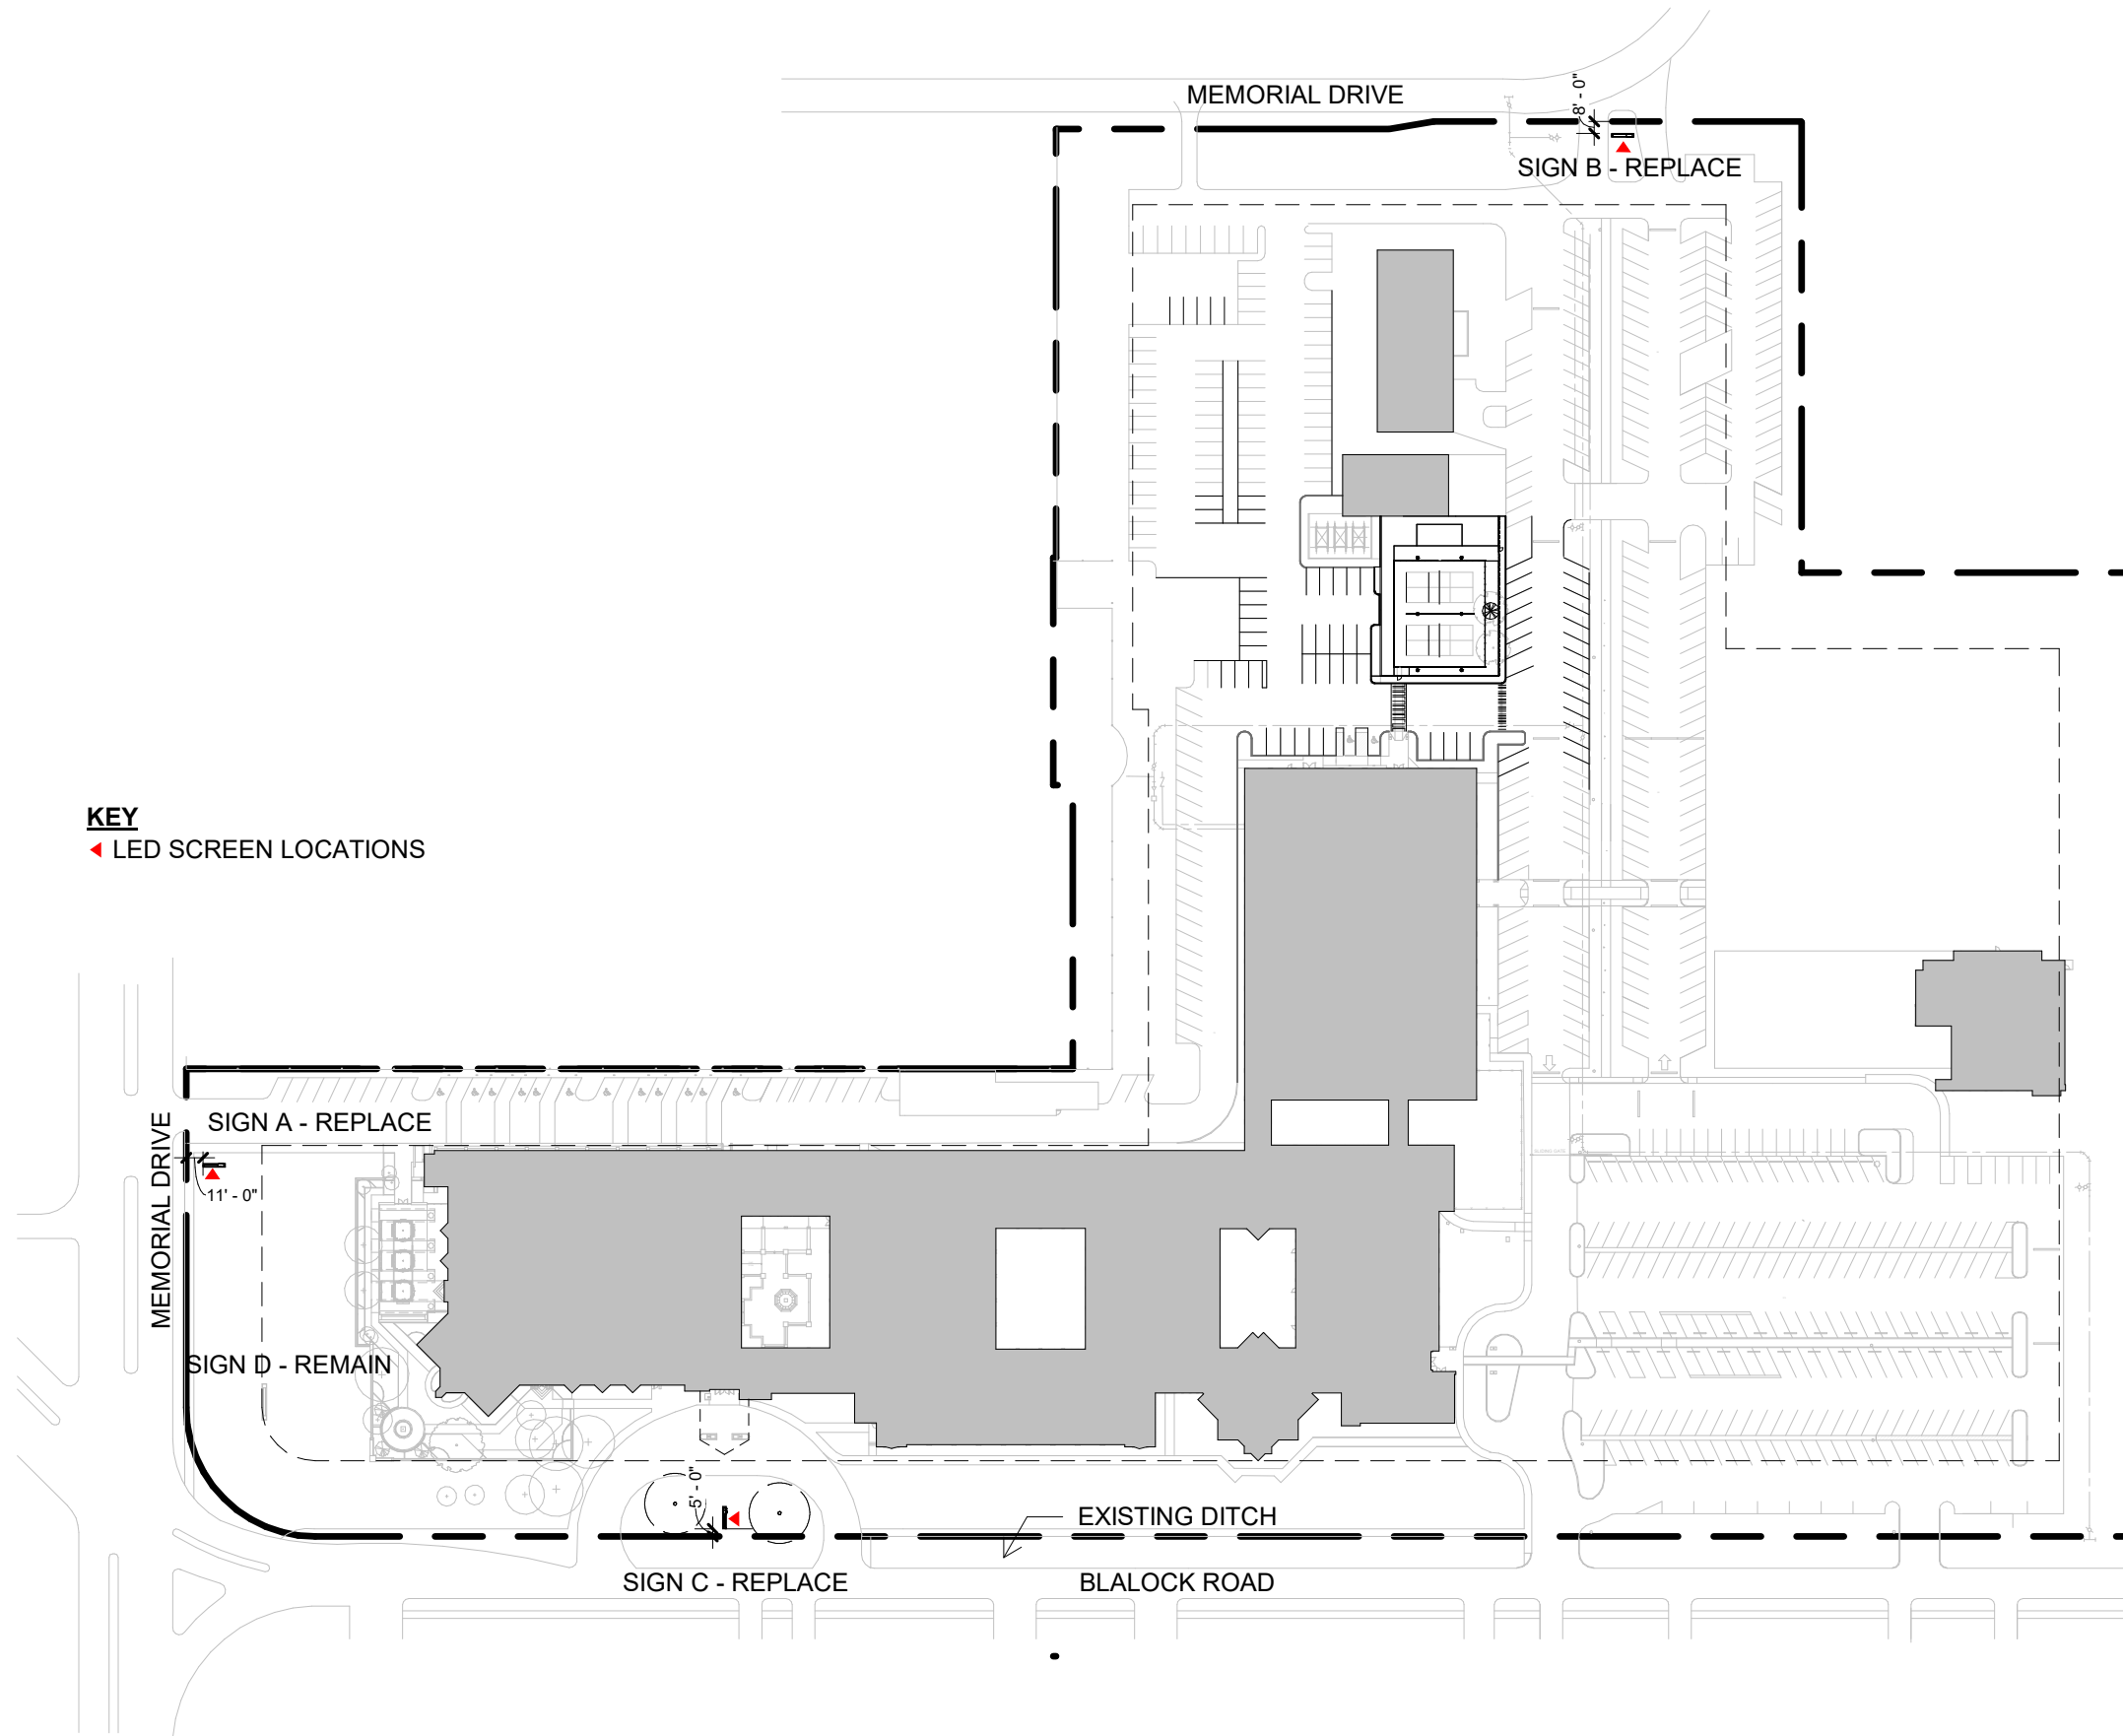 MEMORIAL DRIVE
8' - 0"
SIGN B - REPLACE
KEY
LED SCREEN LOCATIONS
SIGN A - REPLACE
MEMORIAL DRIVE
11' - 0"
SIGN D - REMAIN
5' - 0"
EXISTING DITCH
SIGN C - REPLACE
BLALOCK ROAD